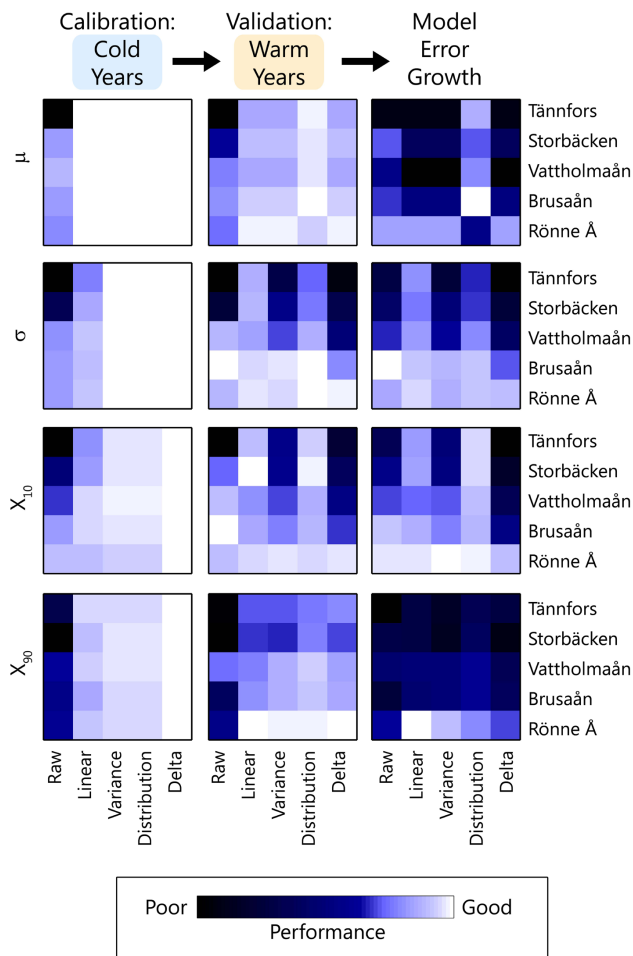 Calibration:
Cold
Years
Validation:
Warm
Years
Model
Error
Growth
μ
Tännfors
Storbäcken
Vattholmaån
Brusaån
Rönne Å
σ
Tännfors
Storbäcken
Vattholmaån
Brusaån
Rönne Å
X10
Tännfors
Storbäcken
Vattholmaån
Brusaån
Rönne Å
X90
Tännfors
Storbäcken
Vattholmaån
Brusaån
Rönne Å
Raw
Linear
Variance
Distribution
Delta
Raw
Linear
Variance
Distribution
Delta
Raw
Linear
Variance
Distribution
Delta
Poor
Good
Performance